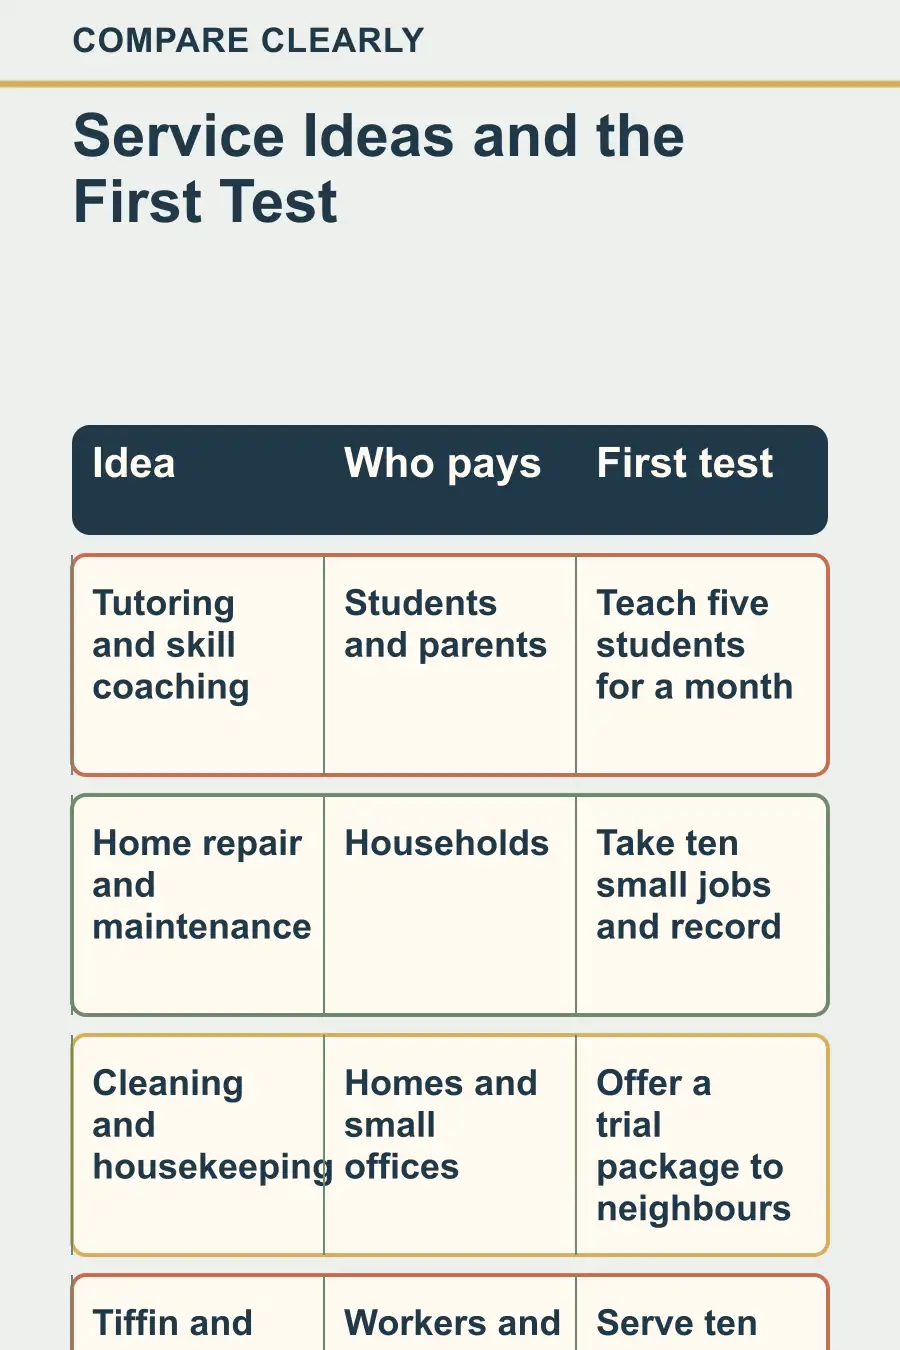 COMPARE CLEARLY
Service Ideas and the
First Test
Idea
Who pays
First test
Tutoring
and skill
coaching
Students
and parents
Teach five
students
for a month
Home repair
and
maintenance
Households
Take ten
small jobs
and record
Cleaning
and
housekeeping
Homes and
small
offices
Offer a
trial
package to
neighbours
Tiffin and
Workers and
Serve ten